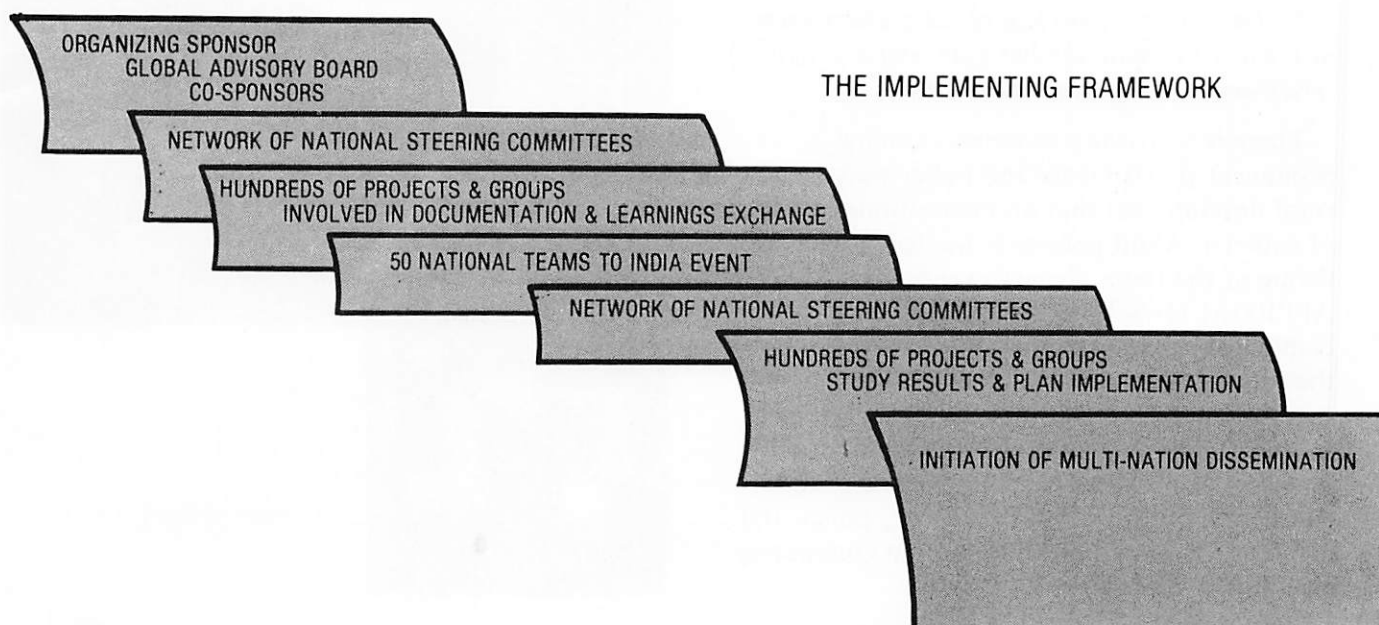 ORGANIZING SPONSOR
GLOBAL ADVISORY BOARD
CO-SPONSORS
THE IMPLEMENTING FRAMEWORK
NETWORK OF NATIONAL STEERING COMMITTEES
HUNDREDS OF PROJECTS & GROUPS
INVOLVED IN DOCUMENTATION & LEARNINGS EXCHANGE
50 NATIONAL TEAMS TO INDIA EVENT
NETWORK OF NATIONAL STEERING COMMITTEES
HUNDREDS OF PROJECTS & GROUPS
STUDY RESULTS & PLAN IMPLEMENTATION
INITIATION OF MULTI-NATION DISSEMINATION